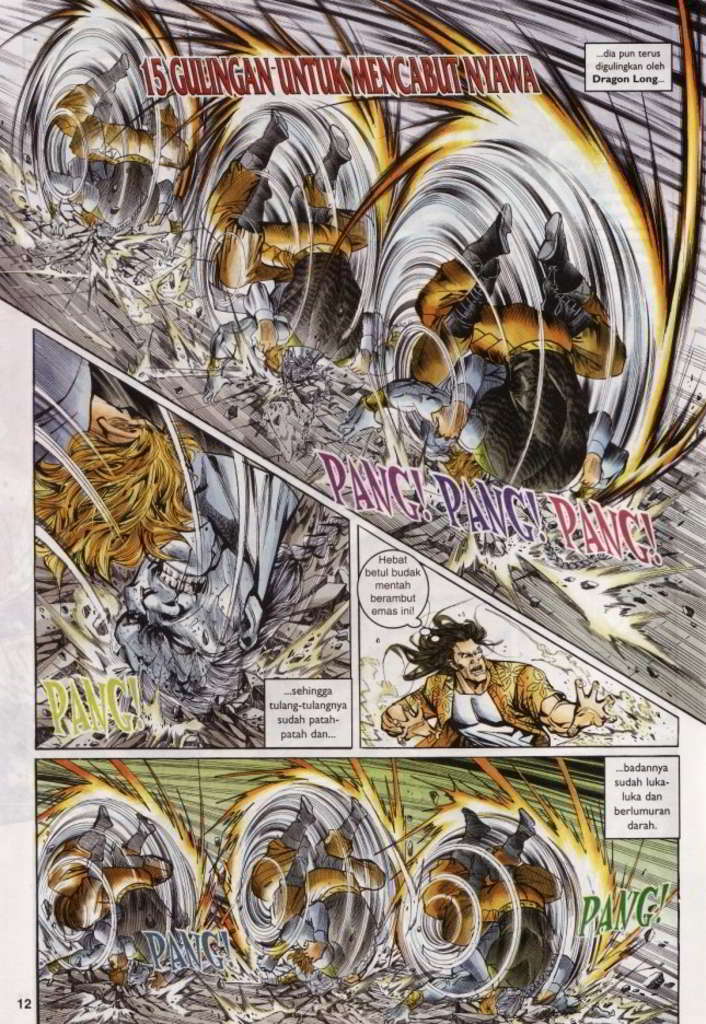 15 GULINGAN UNTUK MENCABUT NYAWA
...dia pun terus
digulingkan oleh
Dragon Long...
PANG! PANG! PANG!
Hebat
betul budak
mentah
berambut
emas ini!
PANG!
...sehingga
tulang-tulangnya
sudah patah-
patah dan...
...badannya
sudah luka-
luka dan
berlumuran
darah.
PANG!
PANG!
12